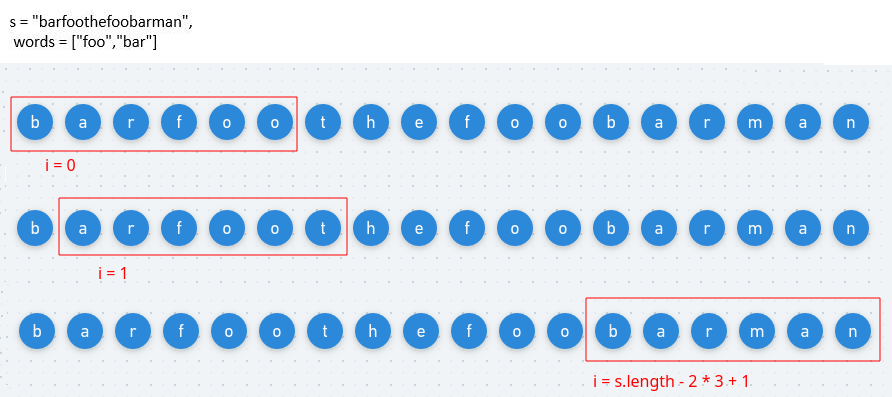 s = "barfoothefoobarman",
words = ["foo","bar"]
b a r f o o t h e f o o b a r m a n
i = 0
b a r f o o t h e f o o b a r m a n
i = 1
b a r f o o t h e f o o b a r m a n
i = s.length - 2 * 3 + 1